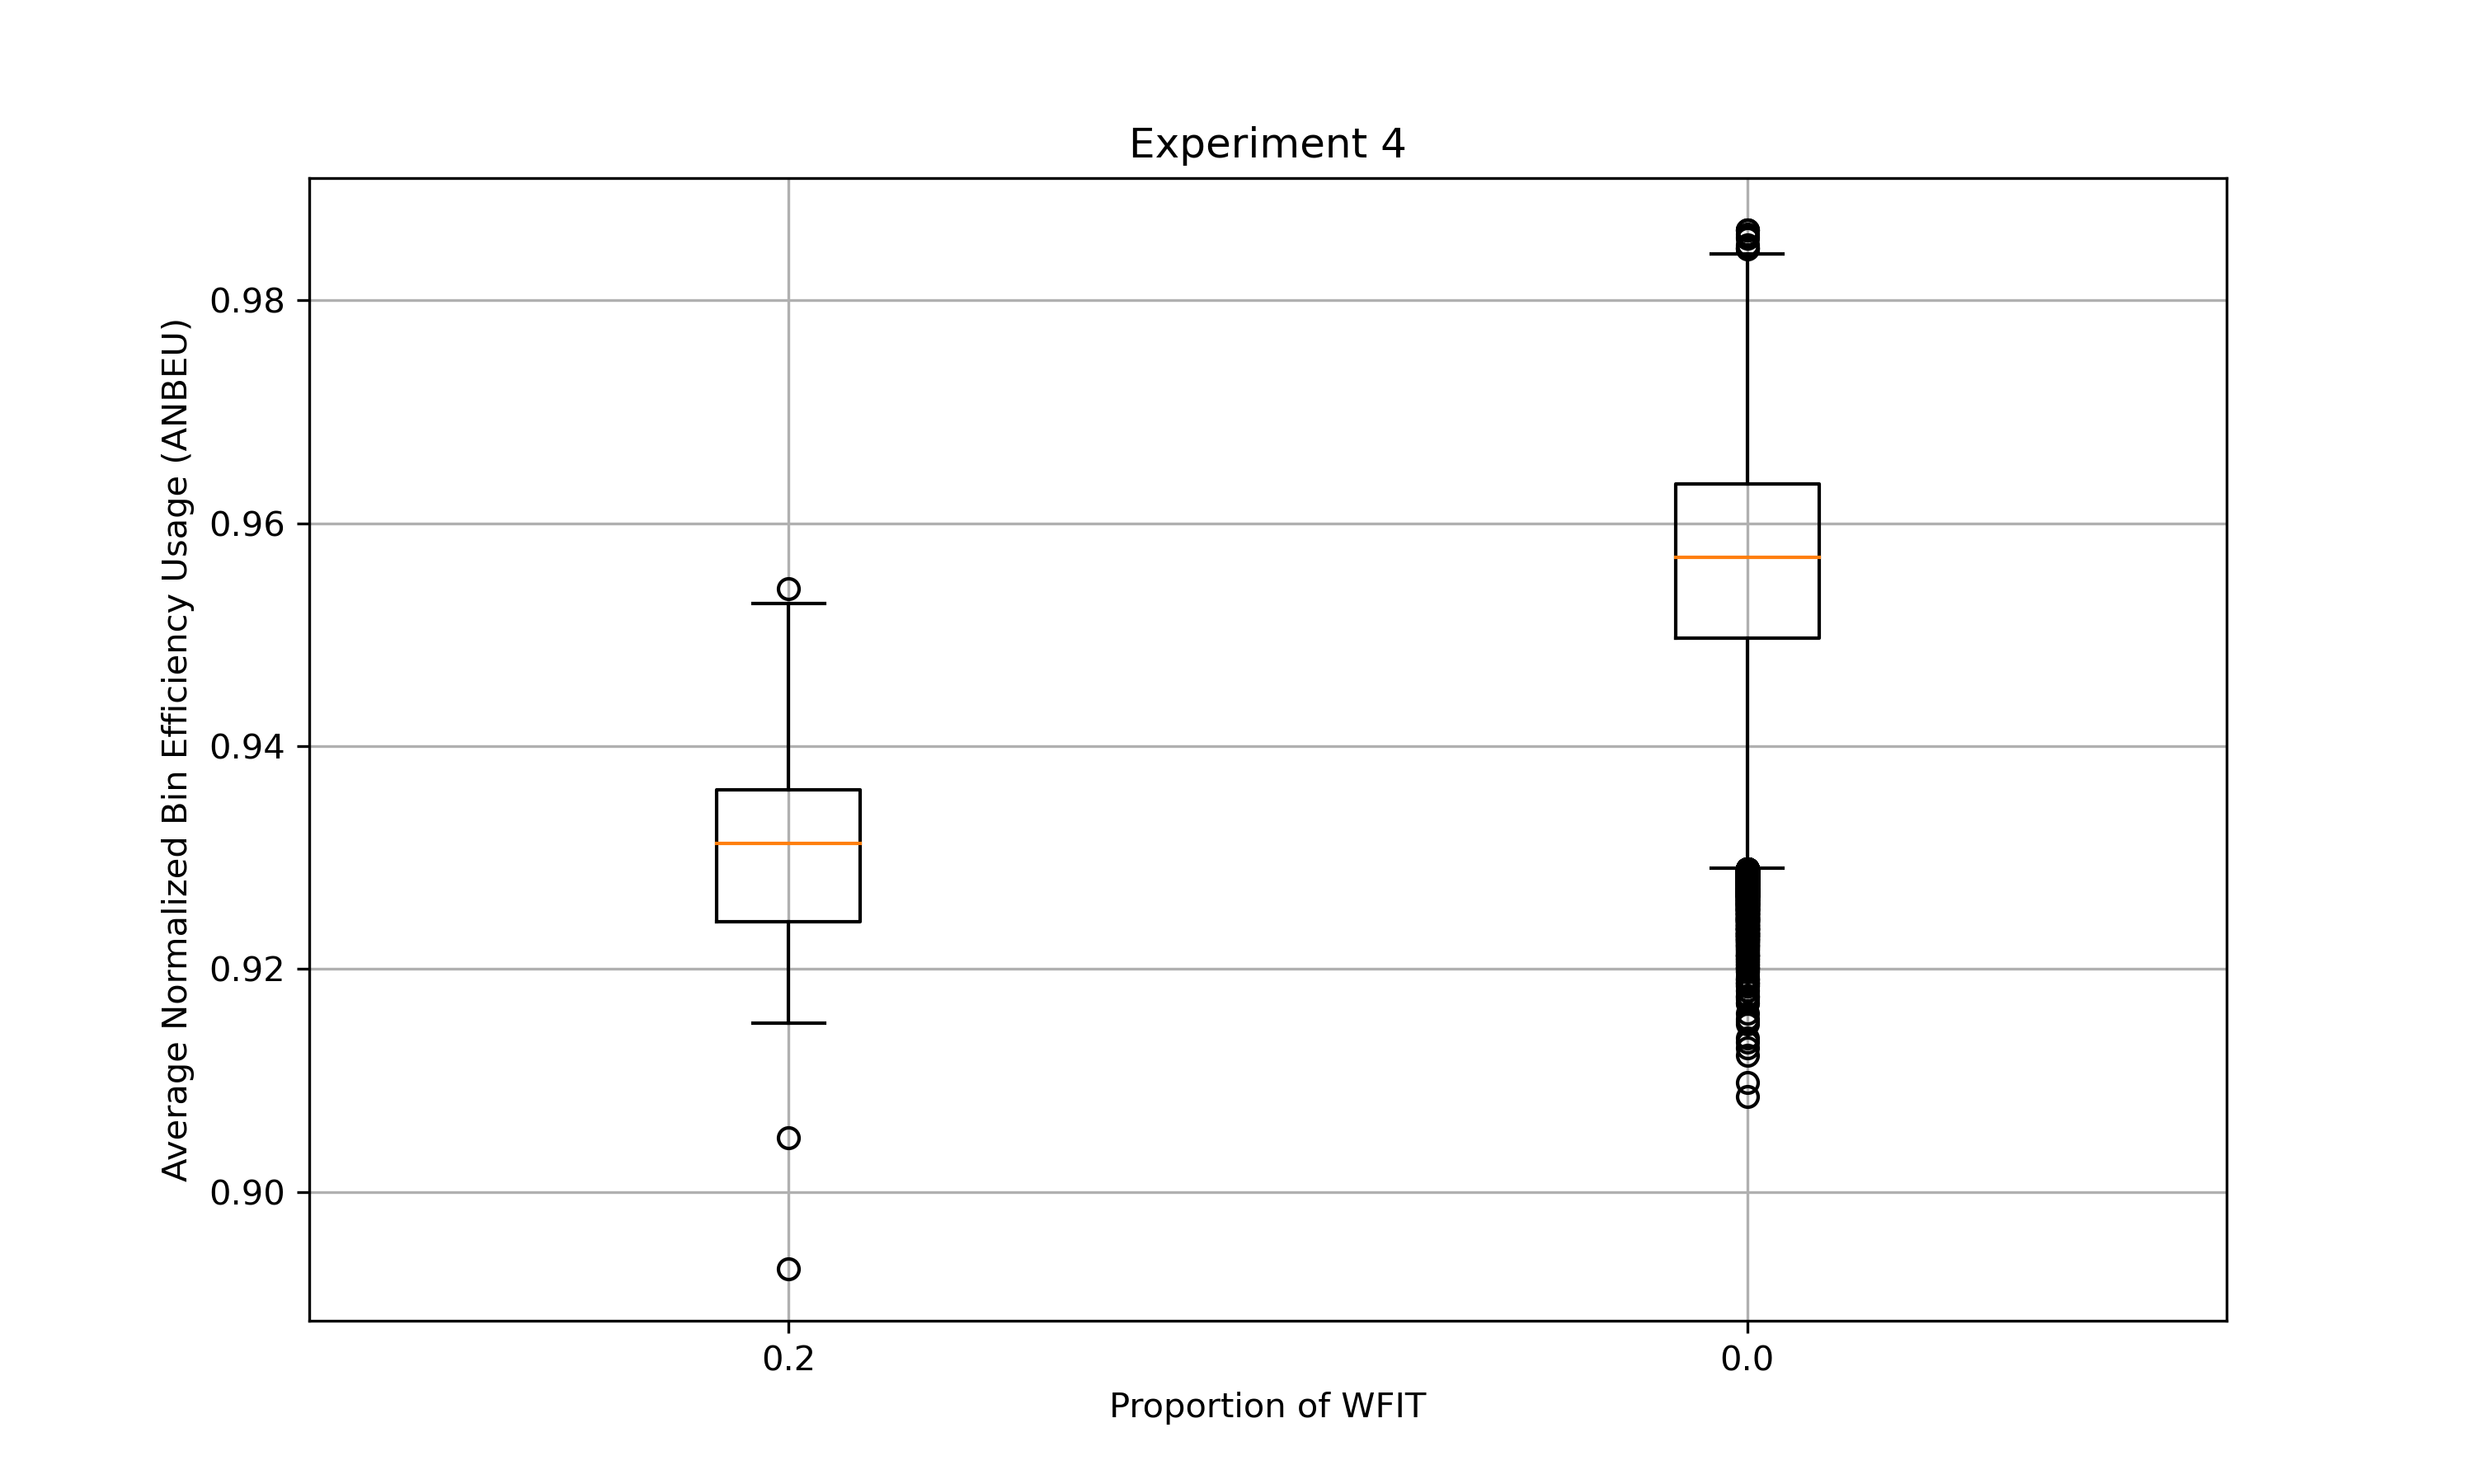 Experiment 4
Average Normalized Bin Efficiency Usage (ANBEU)
0.98
0.96
0.94
0.92
0.90
0.2
0.0
Proportion of WFIT